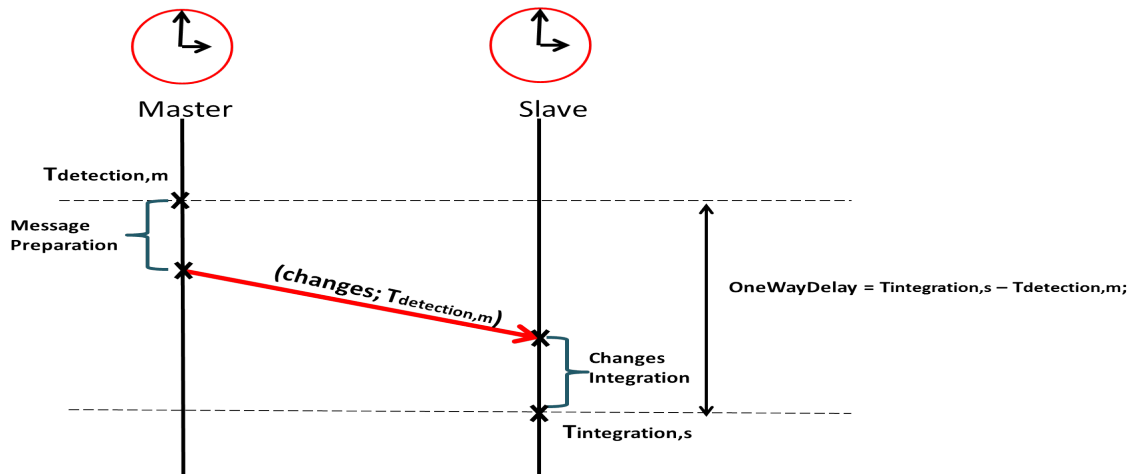 Master
Slave
Tdetection,m
Message
Preparation
(changes; Tdetection,m)
OneWayDelay = Tintegration,s – Tdetection,m;
Changes
Integration
Tintegration,s